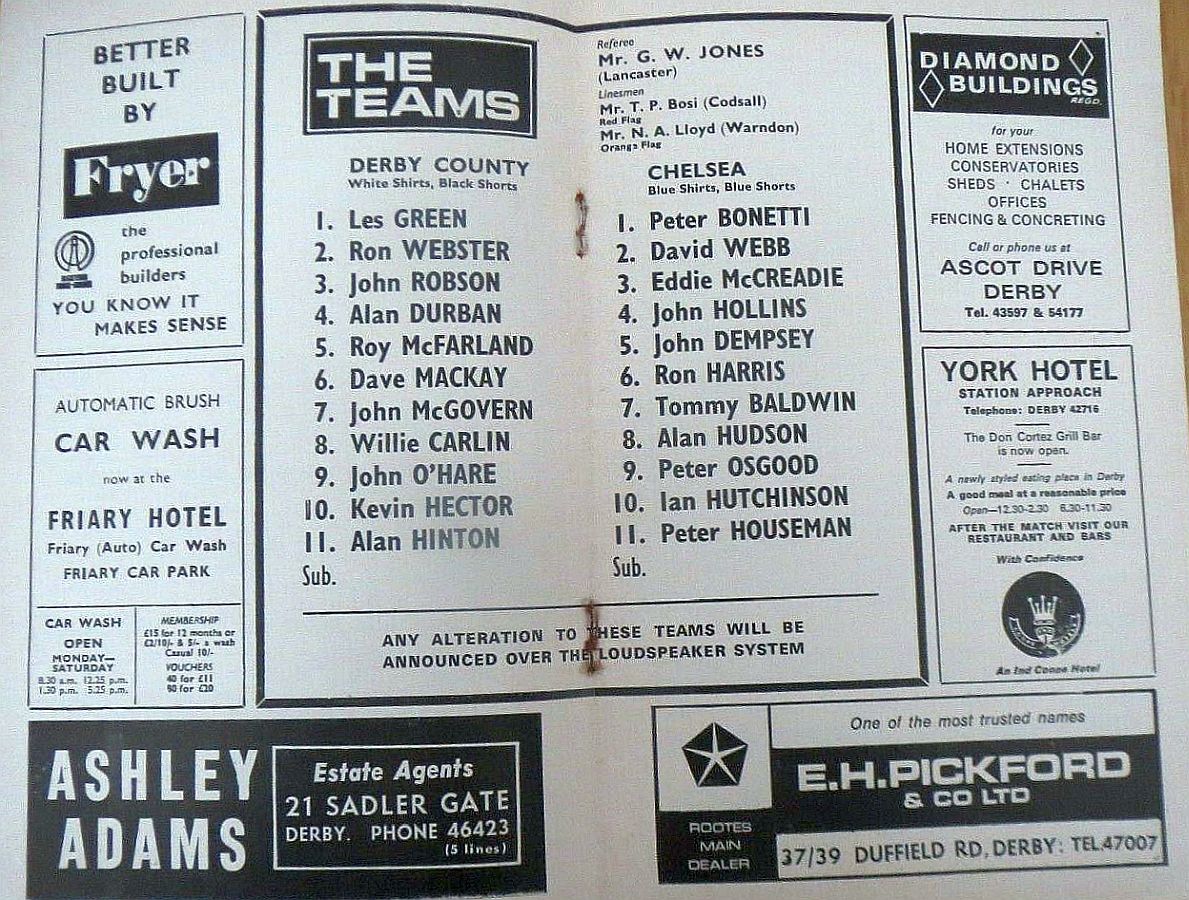 BETTER
BUILT
BY
Fryer
the
professional
builders
YOU KNOW IT
MAKES SENSE
AUTOMATIC BRUSH
CAR WASH
now at the
FRIARY HOTEL
Friary (Auto) Car Wash
FRIARY CAR PARK
CAR WASH
OPEN
MONDAY—
SATURDAY
8.30 a.m. 12.25 p.m.
1.30 p.m. 5.25 p.m.
MEMBERSHIP
£15 for 12 months or
£2/10/- & 5/- a wash
Casual 10/-
VOUCHERS
40 for £11
90 for £20
THE
TEAMS
DERBY COUNTY
White Shirts, Black Shorts
1. Les GREEN
2. Ron WEBSTER
3. John ROBSON
4. Alan DURBAN
5. Roy McFARLAND
6. Dave MACKAY
7. John McGOVERN
8. Willie CARLIN
9. John O'HARE
10. Kevin HECTOR
11. Alan HINTON
Sub.
Referee
Mr. G. W. JONES
(Lancaster)
Linesmen
Mr. T. P. Bosi (Codsall)
Red Flag
Mr. N. A. Lloyd (Warndon)
Orange Flag
CHELSEA
Blue Shirts, Blue Shorts
1. Peter BONETTI
2. David WEBB
3. Eddie McCREADIE
4. John HOLLINS
5. John DEMPSEY
6. Ron HARRIS
7. Tommy BALDWIN
8. Alan HUDSON
9. Peter OSGOOD
10. Ian HUTCHINSON
11. Peter HOUSEMAN
Sub.
ANY ALTERATION TO THESE TEAMS WILL BE
ANNOUNCED OVER THE LOUDSPEAKER SYSTEM
DIAMOND
BUILDINGS
REGD.
for your
HOME EXTENSIONS
CONSERVATORIES
SHEDS · CHALETS
OFFICES
FENCING & CONCRETING
Call or phone us at
ASCOT DRIVE
DERBY
Tel. 43597 & 54177
YORK HOTEL
STATION APPROACH
Telephone: DERBY 42716
The Don Cortez Grill Bar
is now open.
A newly styled eating place in Derby
A good meal at a reasonable price
Open—12.30-2.30 6.30-11.30
AFTER THE MATCH VISIT OUR
RESTAURANT AND BARS
With Confidence
An Ind Coope Hotel
ASHLEY
ADAMS
Estate Agents
21 SADLER GATE
DERBY. PHONE 46423
(5 lines)
ROOTES
MAIN
DEALER
One of the most trusted names
E.H.PICKFORD
& CO LTD
37/39 DUFFIELD RD, DERBY: TEL.47007